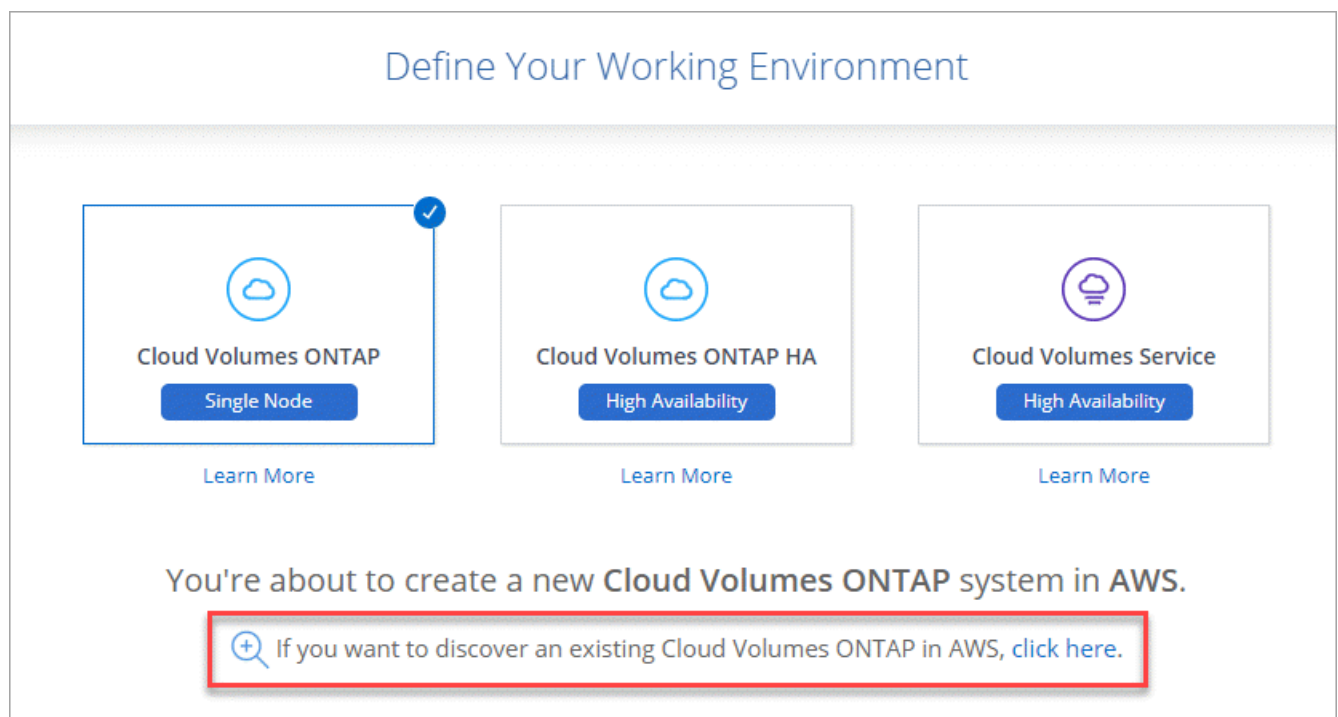 Define Your Working Environment
Cloud Volumes ONTAP
Single Node
Learn More
Cloud Volumes ONTAP HA
High Availability
Learn More
Cloud Volumes Service
High Availability
Learn More
You're about to create a new Cloud Volumes ONTAP system in AWS.
If you want to discover an existing Cloud Volumes ONTAP in AWS, click here.